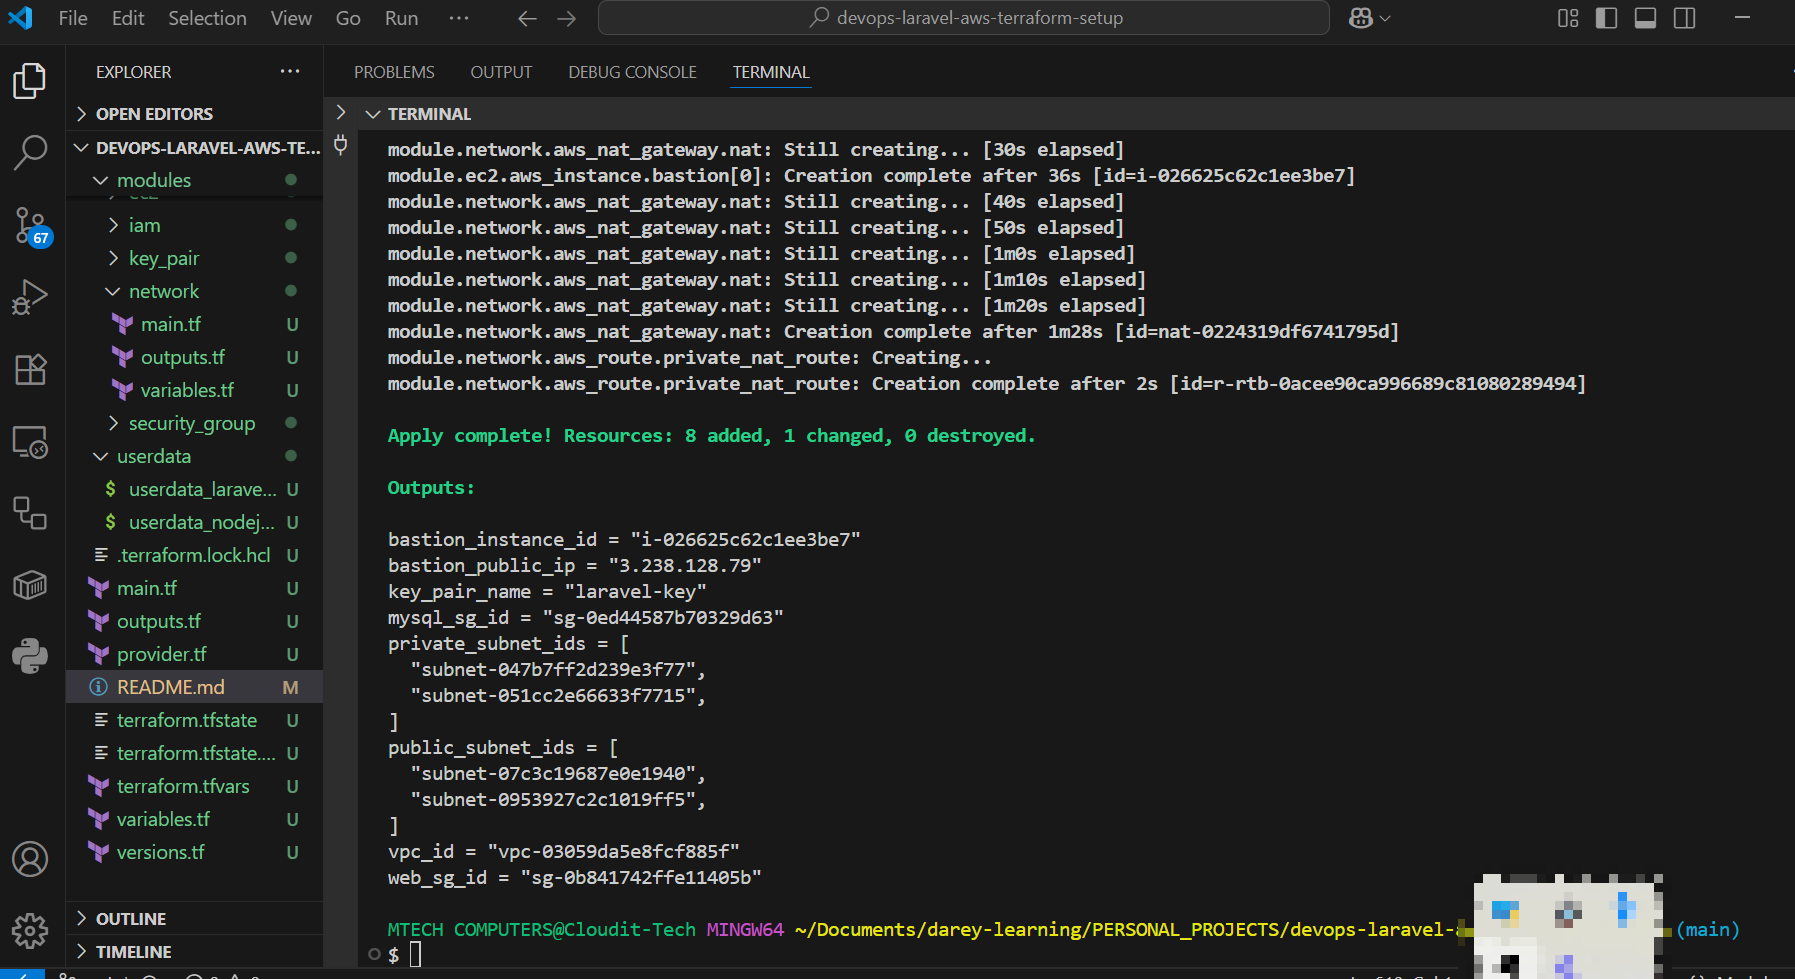 File Edit Selection View Go Run ... devops-laravel-aws-terraform-setup
EXPLORER ...
OPEN EDITORS
DEVOPS-LARAVEL-AWS-TE...
modules
iam
key_pair
network
main.tf U
outputs.tf U
variables.tf U
security_group
userdata
$ userdata_larave... U
$ userdata_nodej... U
.terraform.lock.hcl U
main.tf U
outputs.tf U
provider.tf U
README.md M
terraform.tfstate U
terraform.tfstate.... U
terraform.tfvars U
variables.tf U
versions.tf U
OUTLINE
TIMELINE
67
PROBLEMS OUTPUT DEBUG CONSOLE TERMINAL
TERMINAL
module.network.aws_nat_gateway.nat: Still creating... [30s elapsed]
module.ec2.aws_instance.bastion[0]: Creation complete after 36s [id=i-026625c62c1ee3be7]
module.network.aws_nat_gateway.nat: Still creating... [40s elapsed]
module.network.aws_nat_gateway.nat: Still creating... [50s elapsed]
module.network.aws_nat_gateway.nat: Still creating... [1m0s elapsed]
module.network.aws_nat_gateway.nat: Still creating... [1m10s elapsed]
module.network.aws_nat_gateway.nat: Still creating... [1m20s elapsed]
module.network.aws_nat_gateway.nat: Creation complete after 1m28s [id=nat-0224319df6741795d]
module.network.aws_route.private_nat_route: Creating...
module.network.aws_route.private_nat_route: Creation complete after 2s [id=r-rtb-0acee90ca996689c81080289494]
Apply complete! Resources: 8 added, 1 changed, 0 destroyed.
Outputs:
bastion_instance_id = "i-026625c62c1ee3be7"
bastion_public_ip = "3.238.128.79"
key_pair_name = "laravel-key"
mysql_sg_id = "sg-0ed44587b70329d63"
private_subnet_ids = [
"subnet-047b7ff2d239e3f77",
"subnet-051cc2e66633f7715",
]
public_subnet_ids = [
"subnet-07c3c19687e0e1940",
"subnet-0953927c2c1019ff5",
]
vpc_id = "vpc-03059da5e8fcf885f"
web_sg_id = "sg-0b841742ffe11405b"
MTECH COMPUTERS@Cloudit-Tech MINGW64 ~/Documents/darey-learning/PERSONAL_PROJECTS/devops-laravel- (main)
$